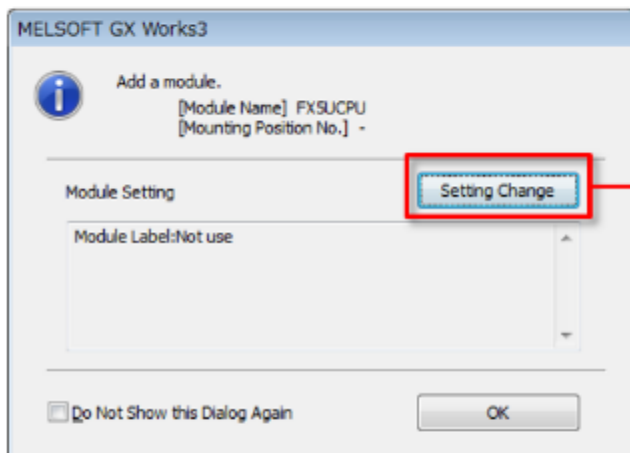 MELSOFT GX Works3
Add a module.
[Module Name] FX5UCPU
[Mounting Position No.] -
Module Setting
Setting Change
Module Label:Not use
Do Not Show this Dialog Again
OK